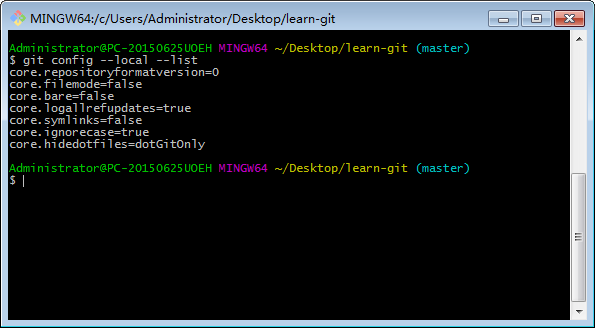 MINGW64:/c/Users/Administrator/Desktop/learn-git
Administrator@PC-20150625UOEH MINGW64 ~/Desktop/learn-git (master)
$ git config --local --list
core.repositoryformatversion=0
core.filemode=false
core.bare=false
core.logallrefupdates=true
core.symlinks=false
core.ignorecase=true
core.hidedotfiles=dotGitOnly
Administrator@PC-20150625UOEH MINGW64 ~/Desktop/learn-git (master)
$